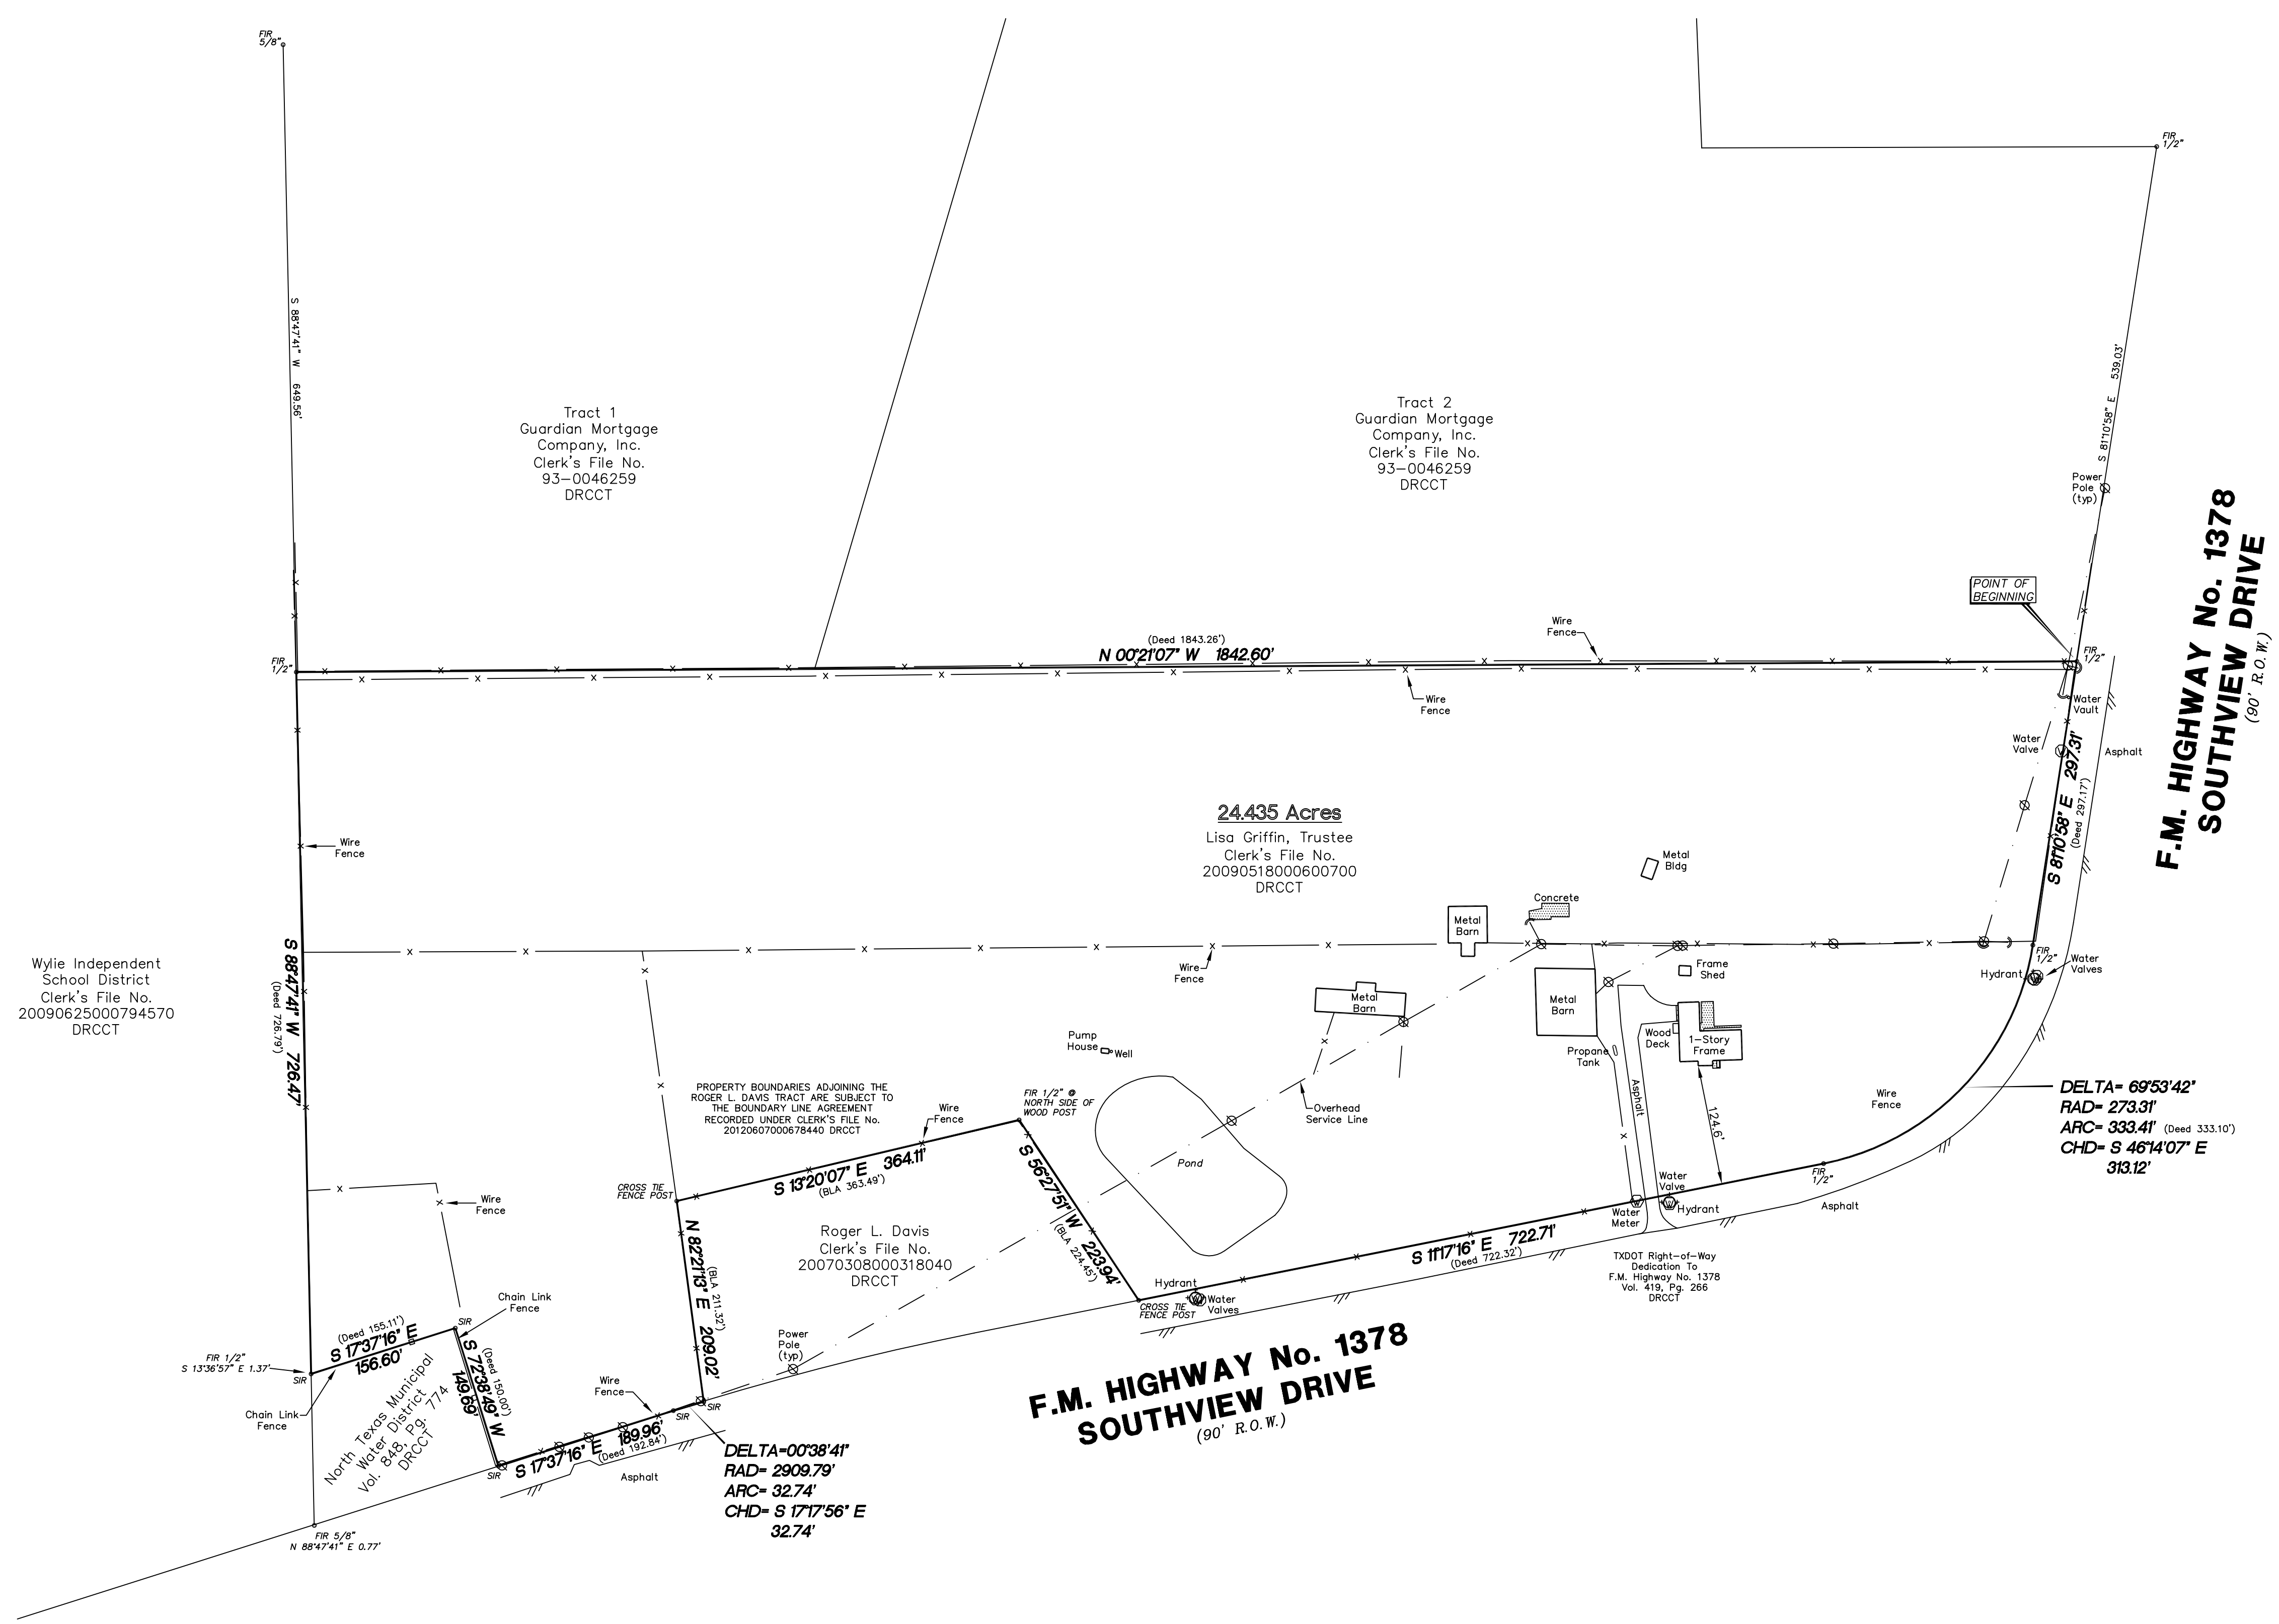 FIR
5/8"
FIR
1/2"
S 88°47'41" W 649.56'
S 81°10'58" E 539.03'
Tract 1
Guardian Mortgage
Company, Inc.
Clerk's File No.
93-0046259
DRCCT
Tract 2
Guardian Mortgage
Company, Inc.
Clerk's File No.
93-0046259
DRCCT
Power
Pole
(typ)
F.M. HIGHWAY No. 1378
SOUTHVIEW DRIVE
(90' R.O.W.)
POINT OF
BEGINNING
Wire
Fence
(Deed 1843.26')
N 00°21'07" W 1842.60'
FIR
1/2"
FIR
1/2"
Wire
Fence
Water
Vault
Water
Valve
Asphalt
S 81°10'58" E 297.31'
(Deed 297.17')
24.435 Acres
Lisa Griffin, Trustee
Clerk's File No.
20090518000600700
DRCCT
Wire
Fence
Metal
Bldg
Concrete
Metal
Barn
Wylie Independent
School District
Clerk's File No.
20090625000794570
DRCCT
S 88°47'41" W 726.47'
(Deed 726.79')
Wire
Fence
Frame
Shed
FIR
1/2"
Hydrant
Water
Valves
Metal
Barn
Metal
Barn
Pump
House
Well
Wood
Deck
1-Story
Frame
Propane
Tank
Asphalt
124.6'
Overhead
Service Line
Pond
PROPERTY BOUNDARIES ADJOINING THE
ROGER L. DAVIS TRACT ARE SUBJECT TO
THE BOUNDARY LINE AGREEMENT
RECORDED UNDER CLERK'S FILE No.
20120607000678440 DRCCT
Wire
Fence
FIR 1/2" @
NORTH SIDE OF
WOOD POST
Wire
Fence
DELTA= 69°53'42"
RAD= 273.31'
ARC= 333.41' (Deed 333.10')
CHD= S 46°14'07" E
313.12'
S 13°20'07" E 364.11'
(BLA 363.49')
CROSS TIE
FENCE POST
S 56°27'51" W 223.94'
(BLA 224.45')
N 82°21'13" E 209.02'
(BLA 211.32')
Roger L. Davis
Clerk's File No.
20070308000318040
DRCCT
Wire
Fence
FIR
1/2"
Water
Valve
Hydrant
Water
Meter
Asphalt
S 11°17'16" E 722.71'
(Deed 722.32')
TXDOT Right-of-Way
Dedication To
F.M. Highway No. 1378
Vol. 419, Pg. 266
DRCCT
Hydrant
Water
Valves
CROSS TIE
FENCE POST
Chain Link
Fence
SIR
(Deed 155.11')
S 17°37'16" E
156.60'
FIR 1/2"
S 13°36'57" E 1.37'
SIR
S 72°38'49" W
149.69'
(Deed 150.00')
Power
Pole
(typ)
Wire
Fence
SIR
SIR
Chain Link
Fence
North Texas Municipal
Water District
Vol. 848, Pg. 774
DRCCT
SIR
S 17°37'16" E 189.96'
(Deed 192.84')
Asphalt
DELTA=00°38'41"
RAD= 2909.79'
ARC= 32.74'
CHD= S 17°17'56" E
32.74'
F.M. HIGHWAY No. 1378
SOUTHVIEW DRIVE
(90' R.O.W.)
FIR 5/8"
N 88°47'41" E 0.77'